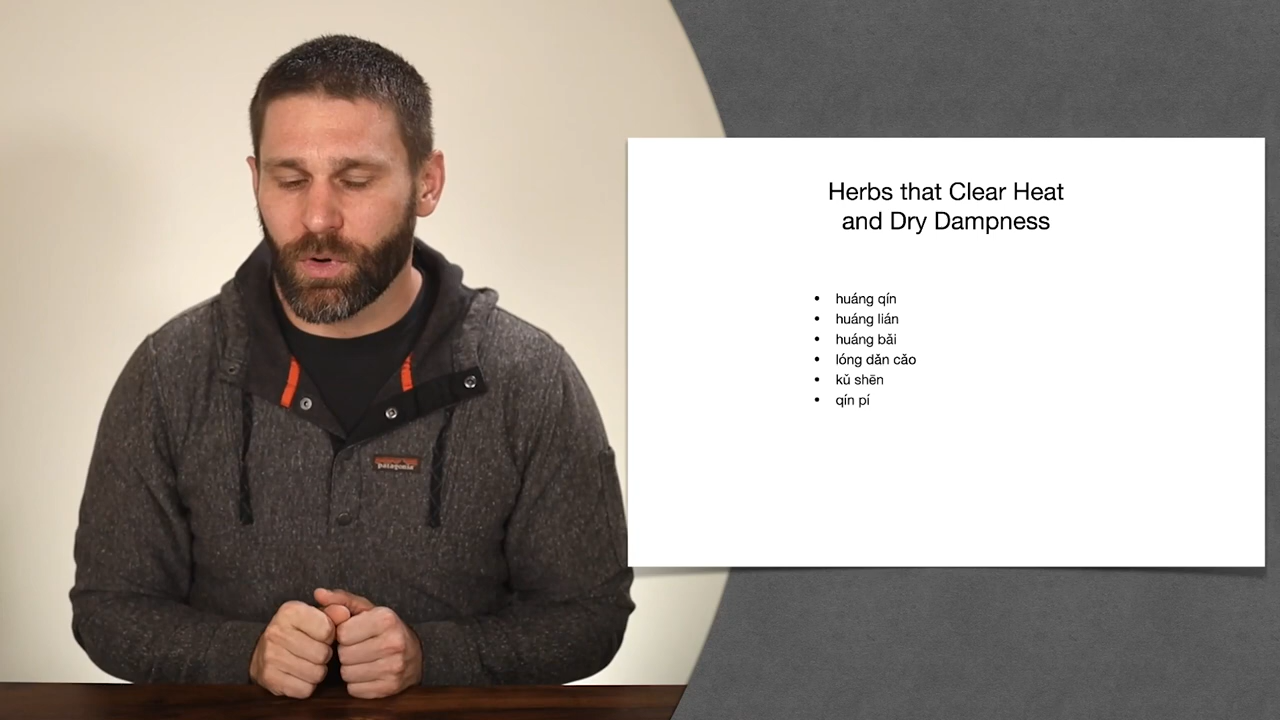 Herbs that Clear Heat
and Dry Dampness
• huáng qín
• huáng lián
• huáng bǎi
• lóng dǎn cǎo
• kǔ shēn
• qín pí
patagonia